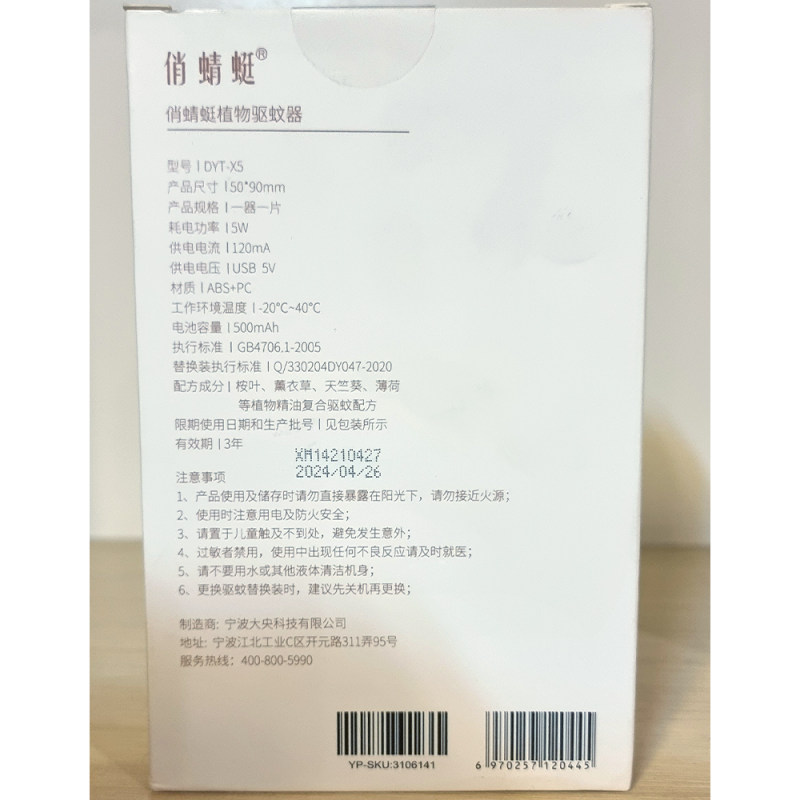 俏蜻蜓®
俏蜻蜓植物驱蚊器
型号 | DYT-X5
产品尺寸 | 50*90mm
产品规格 | 一器一片
耗电功率 | 5W
供电电流 | 120mA
供电电压 | USB 5V
材质 | ABS+PC
工作环境温度 | -20°C~40°C
电池容量 | 500mAh
执行标准 | GB4706.1-2005
替换装执行标准 | Q/330204DY047-2020
配方成分 | 桉叶、薰衣草、天竺葵、薄荷
等植物精油复合驱蚊配方
限期使用日期和生产批号 | 见包装所示
有效期 | 3年
XM14210427
2024/04/26
注意事项
1、产品使用及储存时请勿直接暴露在阳光下，请勿接近火源；
2、使用时注意用电及防火安全；
3、请置于儿童触及不到处，避免发生意外；
4、过敏者禁用，使用中出现任何不良反应请及时就医；
5、请不要用水或其他液体清洁机身；
6、更换驱蚊替换装时，建议先关机再更换；
制造商: 宁波大央科技有限公司
地址: 宁波江北工业C区开元路311弄95号
服务热线: 400-800-5990
YP-SKU:3106141
6 970257 120445